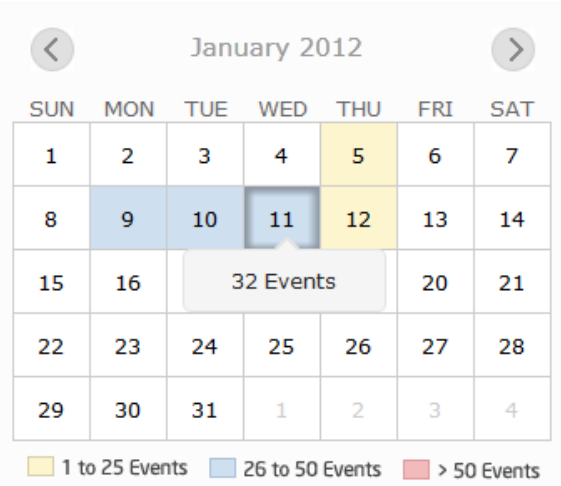 January 2012
SUN MON TUE WED THU FRI SAT
1 2 3 4 5 6 7
8 9 10 11 12 13 14
15 16 32 Events 20 21
22 23 24 25 26 27 28
29 30 31 1 2 3 4
1 to 25 Events 26 to 50 Events > 50 Events